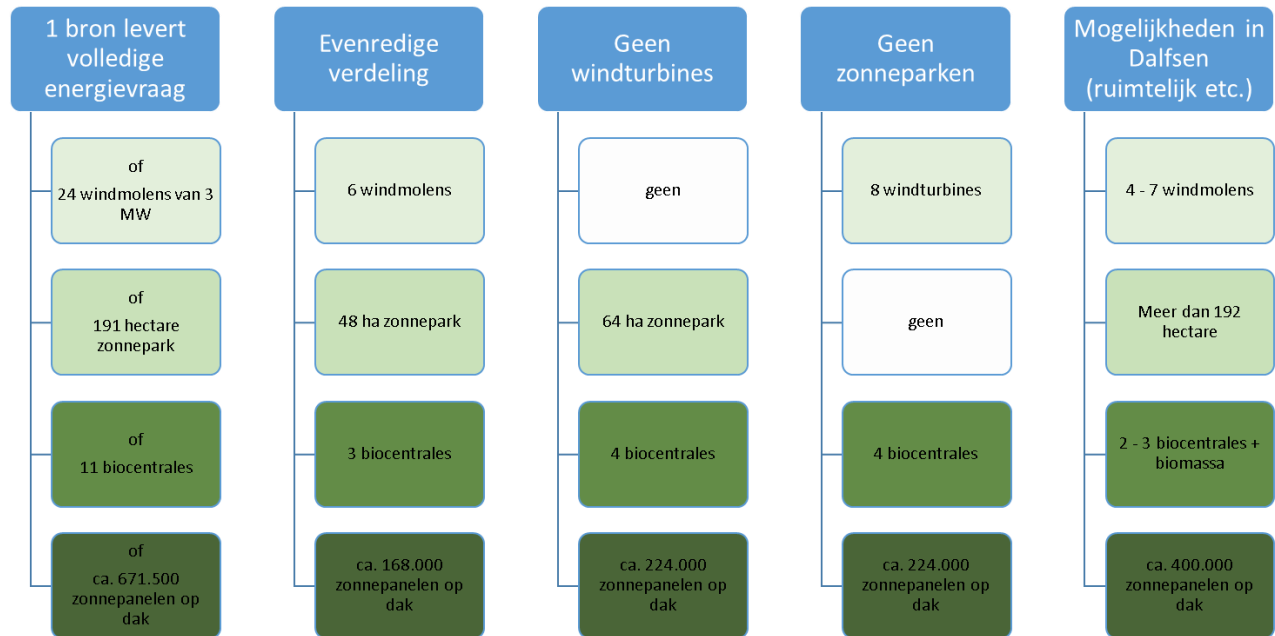 1 bron levert
volledige
energievraag
of
24 windmolens van 3
MW
of
191 hectare
zonnepark
of
11 biocentrales
of
ca. 671.500
zonnepanelen op
dak
Evenredige
verdeling
6 windmolens
48 ha zonnepark
3 biocentrales
ca. 168.000
zonnepanelen op
dak
Geen
windturbines
geen
64 ha zonnepark
4 biocentrales
ca. 224.000
zonnepanelen op
dak
Geen
zonneparken
8 windturbines
geen
4 biocentrales
ca. 224.000
zonnepanelen op
dak
Mogelijkheden in
Dalfsen
(ruimtelijk etc.)
4 - 7 windmolens
Meer dan 192
hectare
2 - 3 biocentrales +
biomassa
ca. 400.000
zonnepanelen op
dak